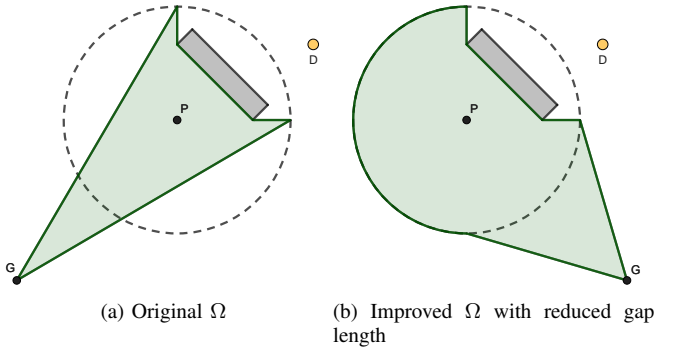 D
P
G
D
P
G
(a) Original Ω
(b) Improved Ω with reduced gap
length